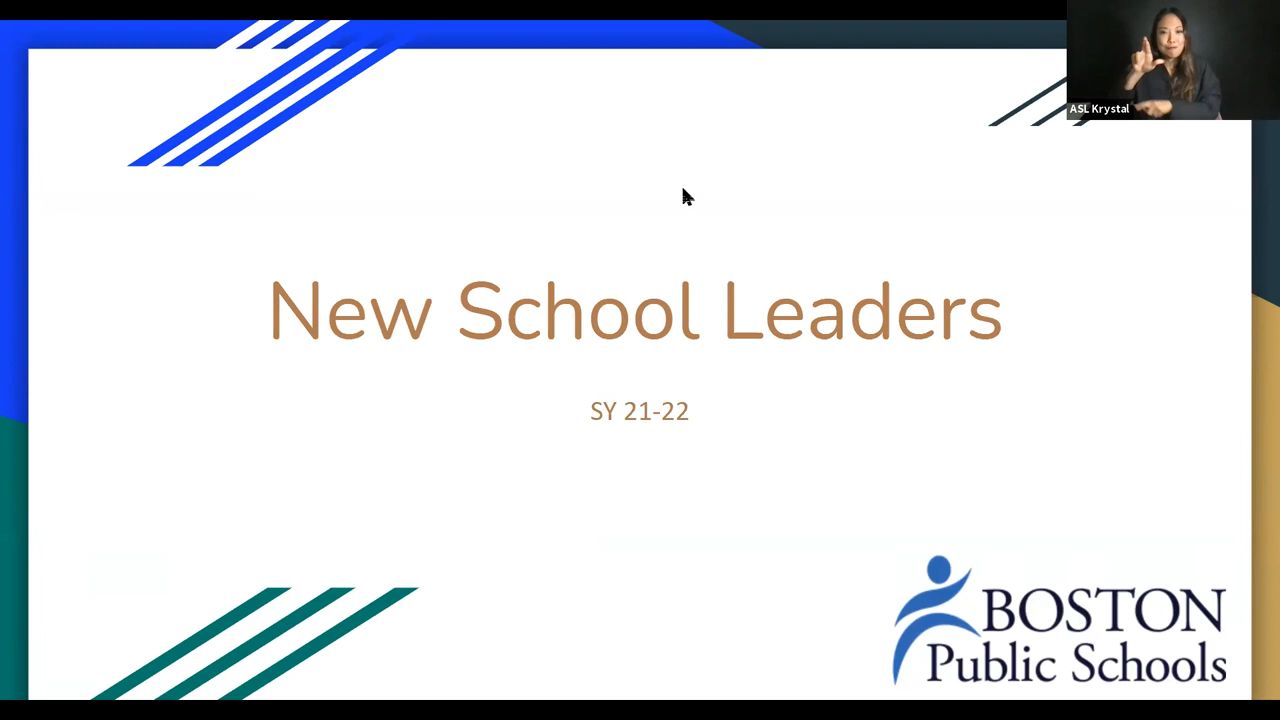 ASL Krystal
New School Leaders
SY 21-22
BOSTON
Public Schools